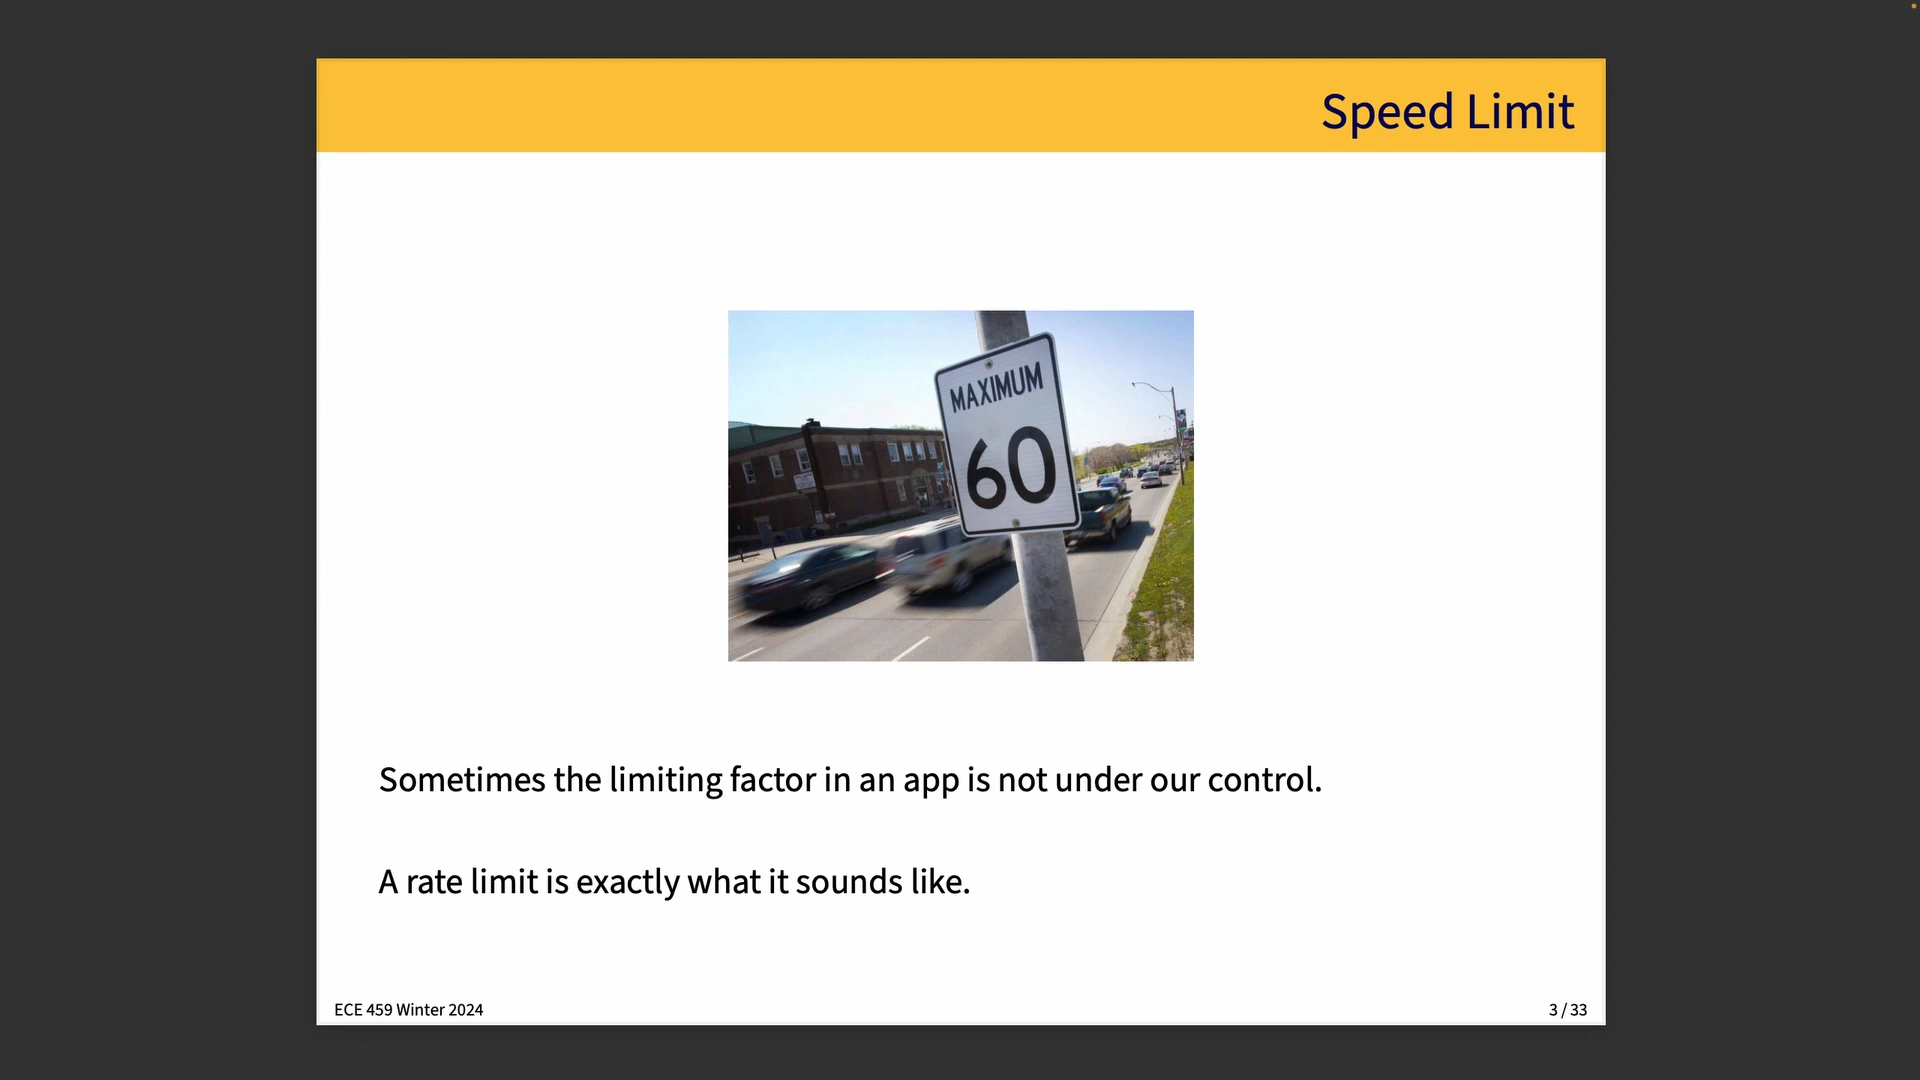 Speed Limit
MAXIMUM
60
Sometimes the limiting factor in an app is not under our control.
A rate limit is exactly what it sounds like.
ECE 459 Winter 2024
3 / 33